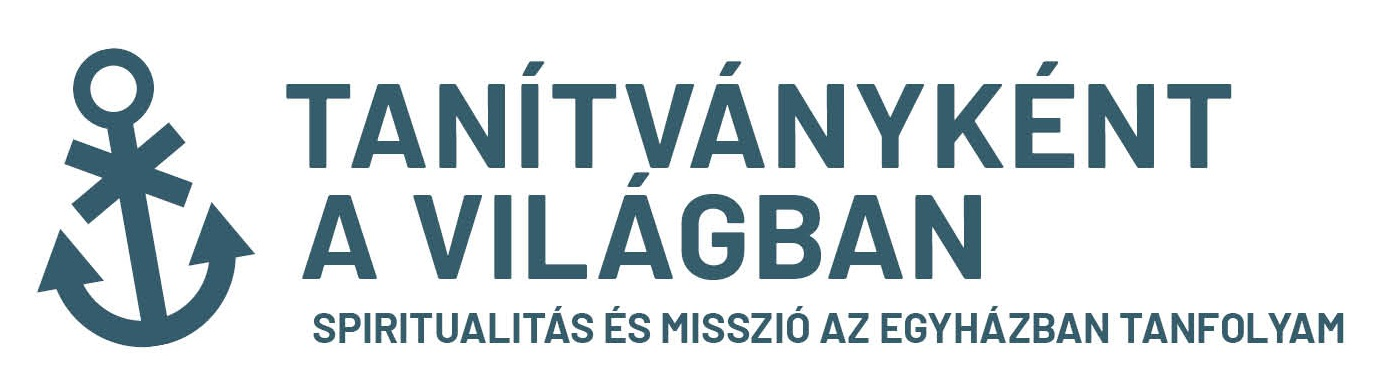 TANÍTVÁNYKÉNT
A VILÁGBAN
SPIRITUALITÁS ÉS MISSZIÓ AZ EGYHÁZBAN TANFOLYAM